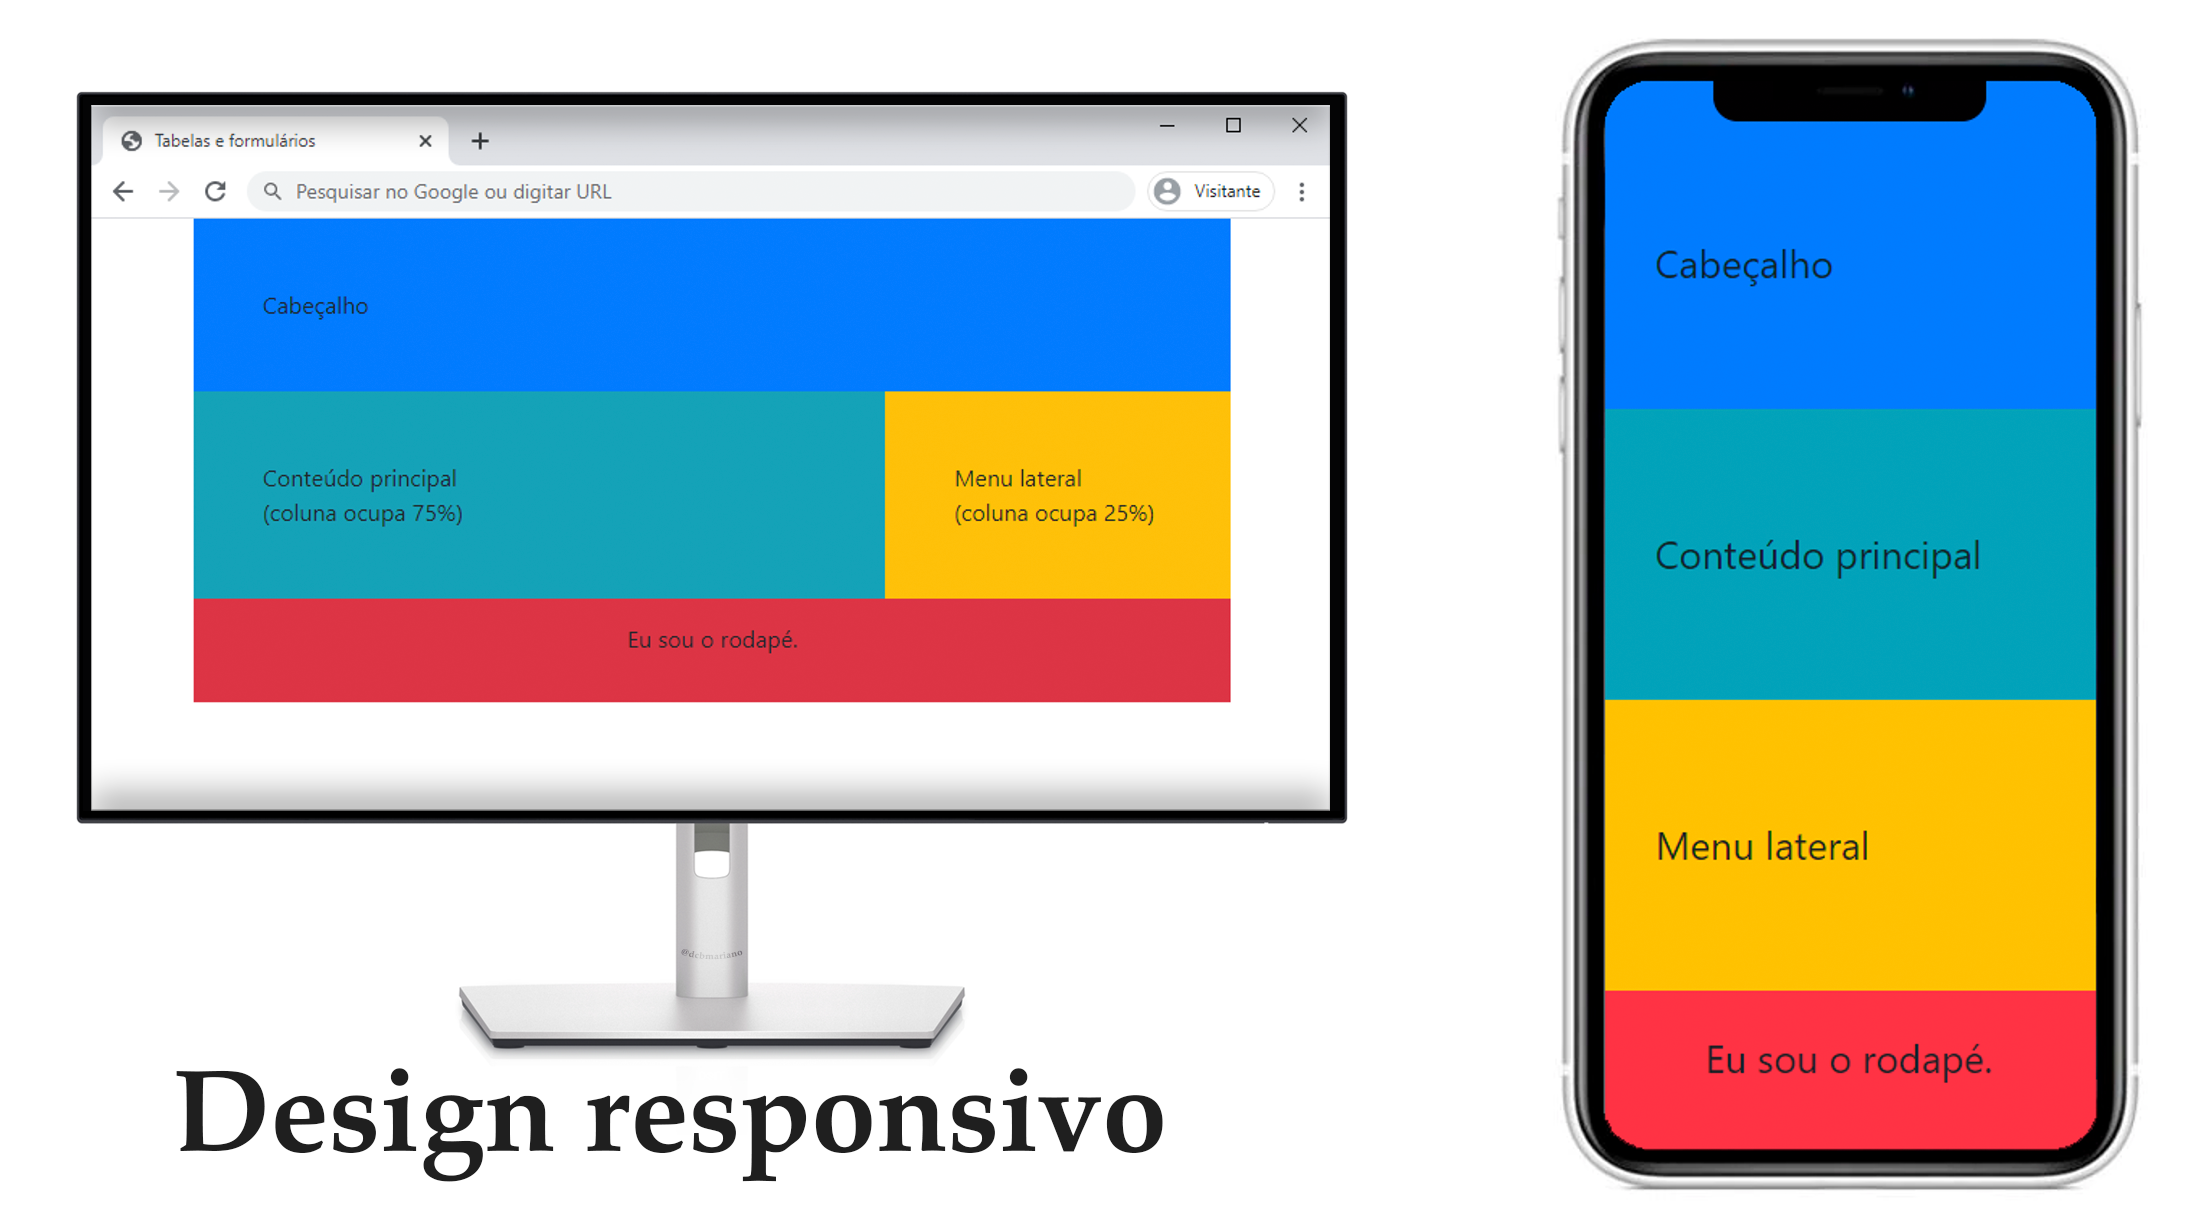 Tabelas e formulários
Pesquisar no Google ou digitar URL
Visitante
Cabeçalho
Conteúdo principal
(coluna ocupa 75%)
Menu lateral
(coluna ocupa 25%)
Eu sou o rodapé.
@dcbmariano
Design responsivo
Cabeçalho
Conteúdo principal
Menu lateral
Eu sou o rodapé.